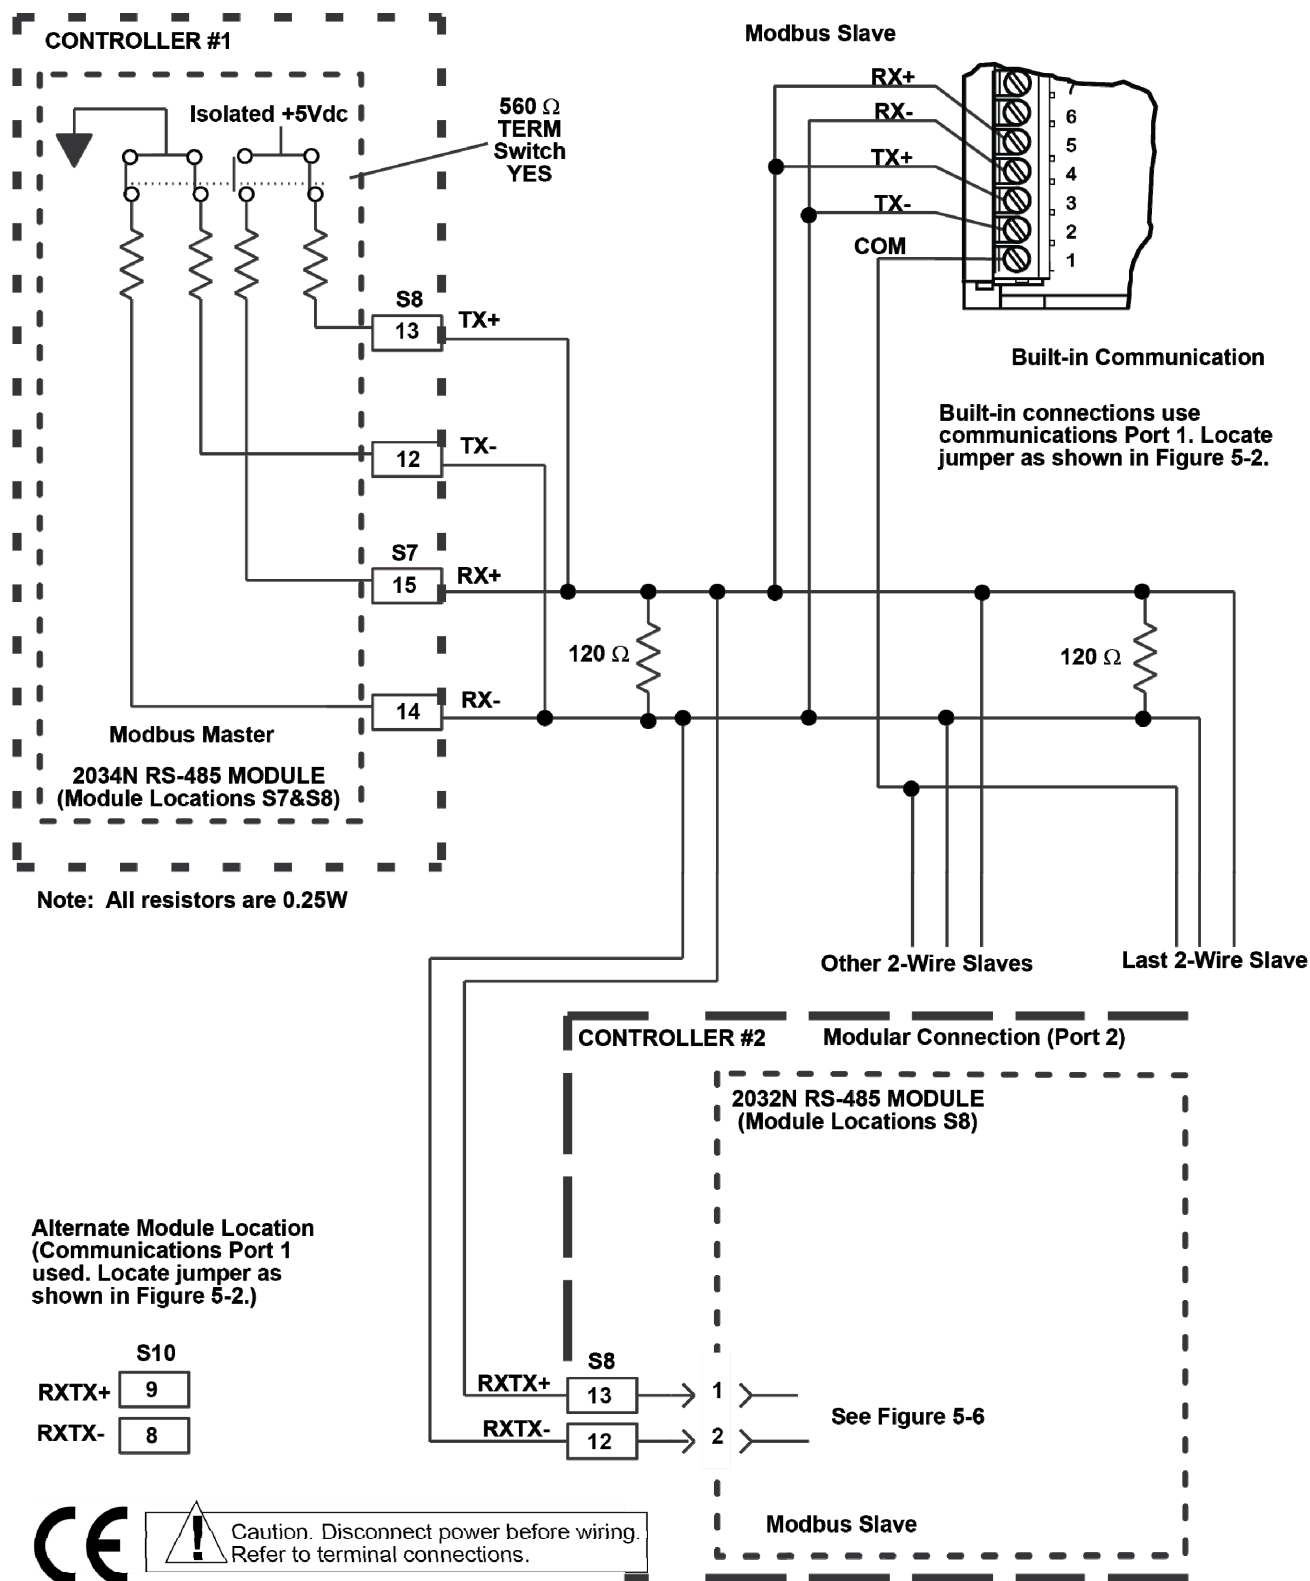 CONTROLLER #1
Isolated +5Vdc
560 Ω
TERM
Switch
YES
S8
13
TX+
12
TX-
S7
15
RX+
14
RX-
Modbus Master
2034N RS-485 MODULE
(Module Locations S7&S8)
Note: All resistors are 0.25W
Modbus Slave
RX+
RX-
TX+
TX-
COM
7
6
5
4
3
2
1
Built-in Communication
Built-in connections use
communications Port 1. Locate
jumper as shown in Figure 5-2.
120 Ω
120 Ω
Other 2-Wire Slaves
Last 2-Wire Slave
CONTROLLER #2
Modular Connection (Port 2)
2032N RS-485 MODULE
(Module Locations S8)
Alternate Module Location
(Communications Port 1
used. Locate jumper as
shown in Figure 5-2.)
S10
RXTX+ 9
RXTX- 8
S8
RXTX+ 13 1
RXTX- 12 2
See Figure 5-6
Modbus Slave
CE
! Caution. Disconnect power before wiring.
Refer to terminal connections.